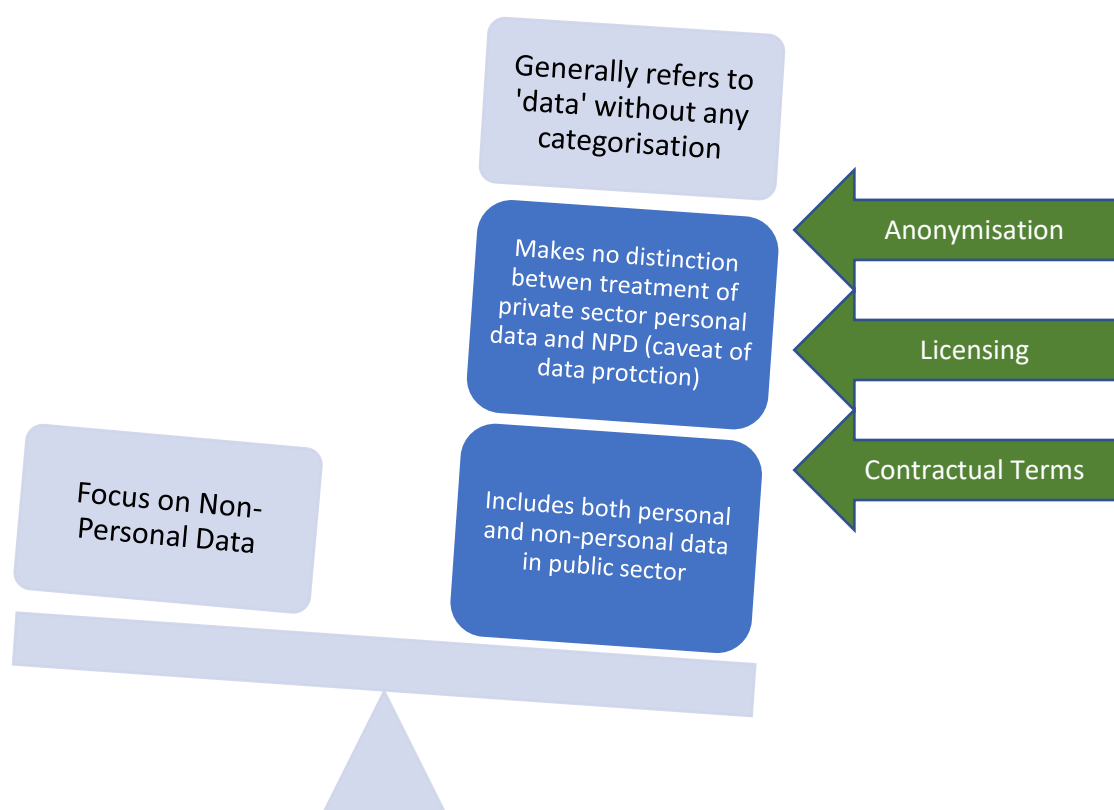 Generally refers to
'data' without any
categorisation
Makes no distinction
betwen treatment of
private sector personal
data and NPD (caveat of
data protction)
Includes both personal
and non-personal data
in public sector
Focus on Non-
Personal Data
Anonymisation
Licensing
Contractual Terms